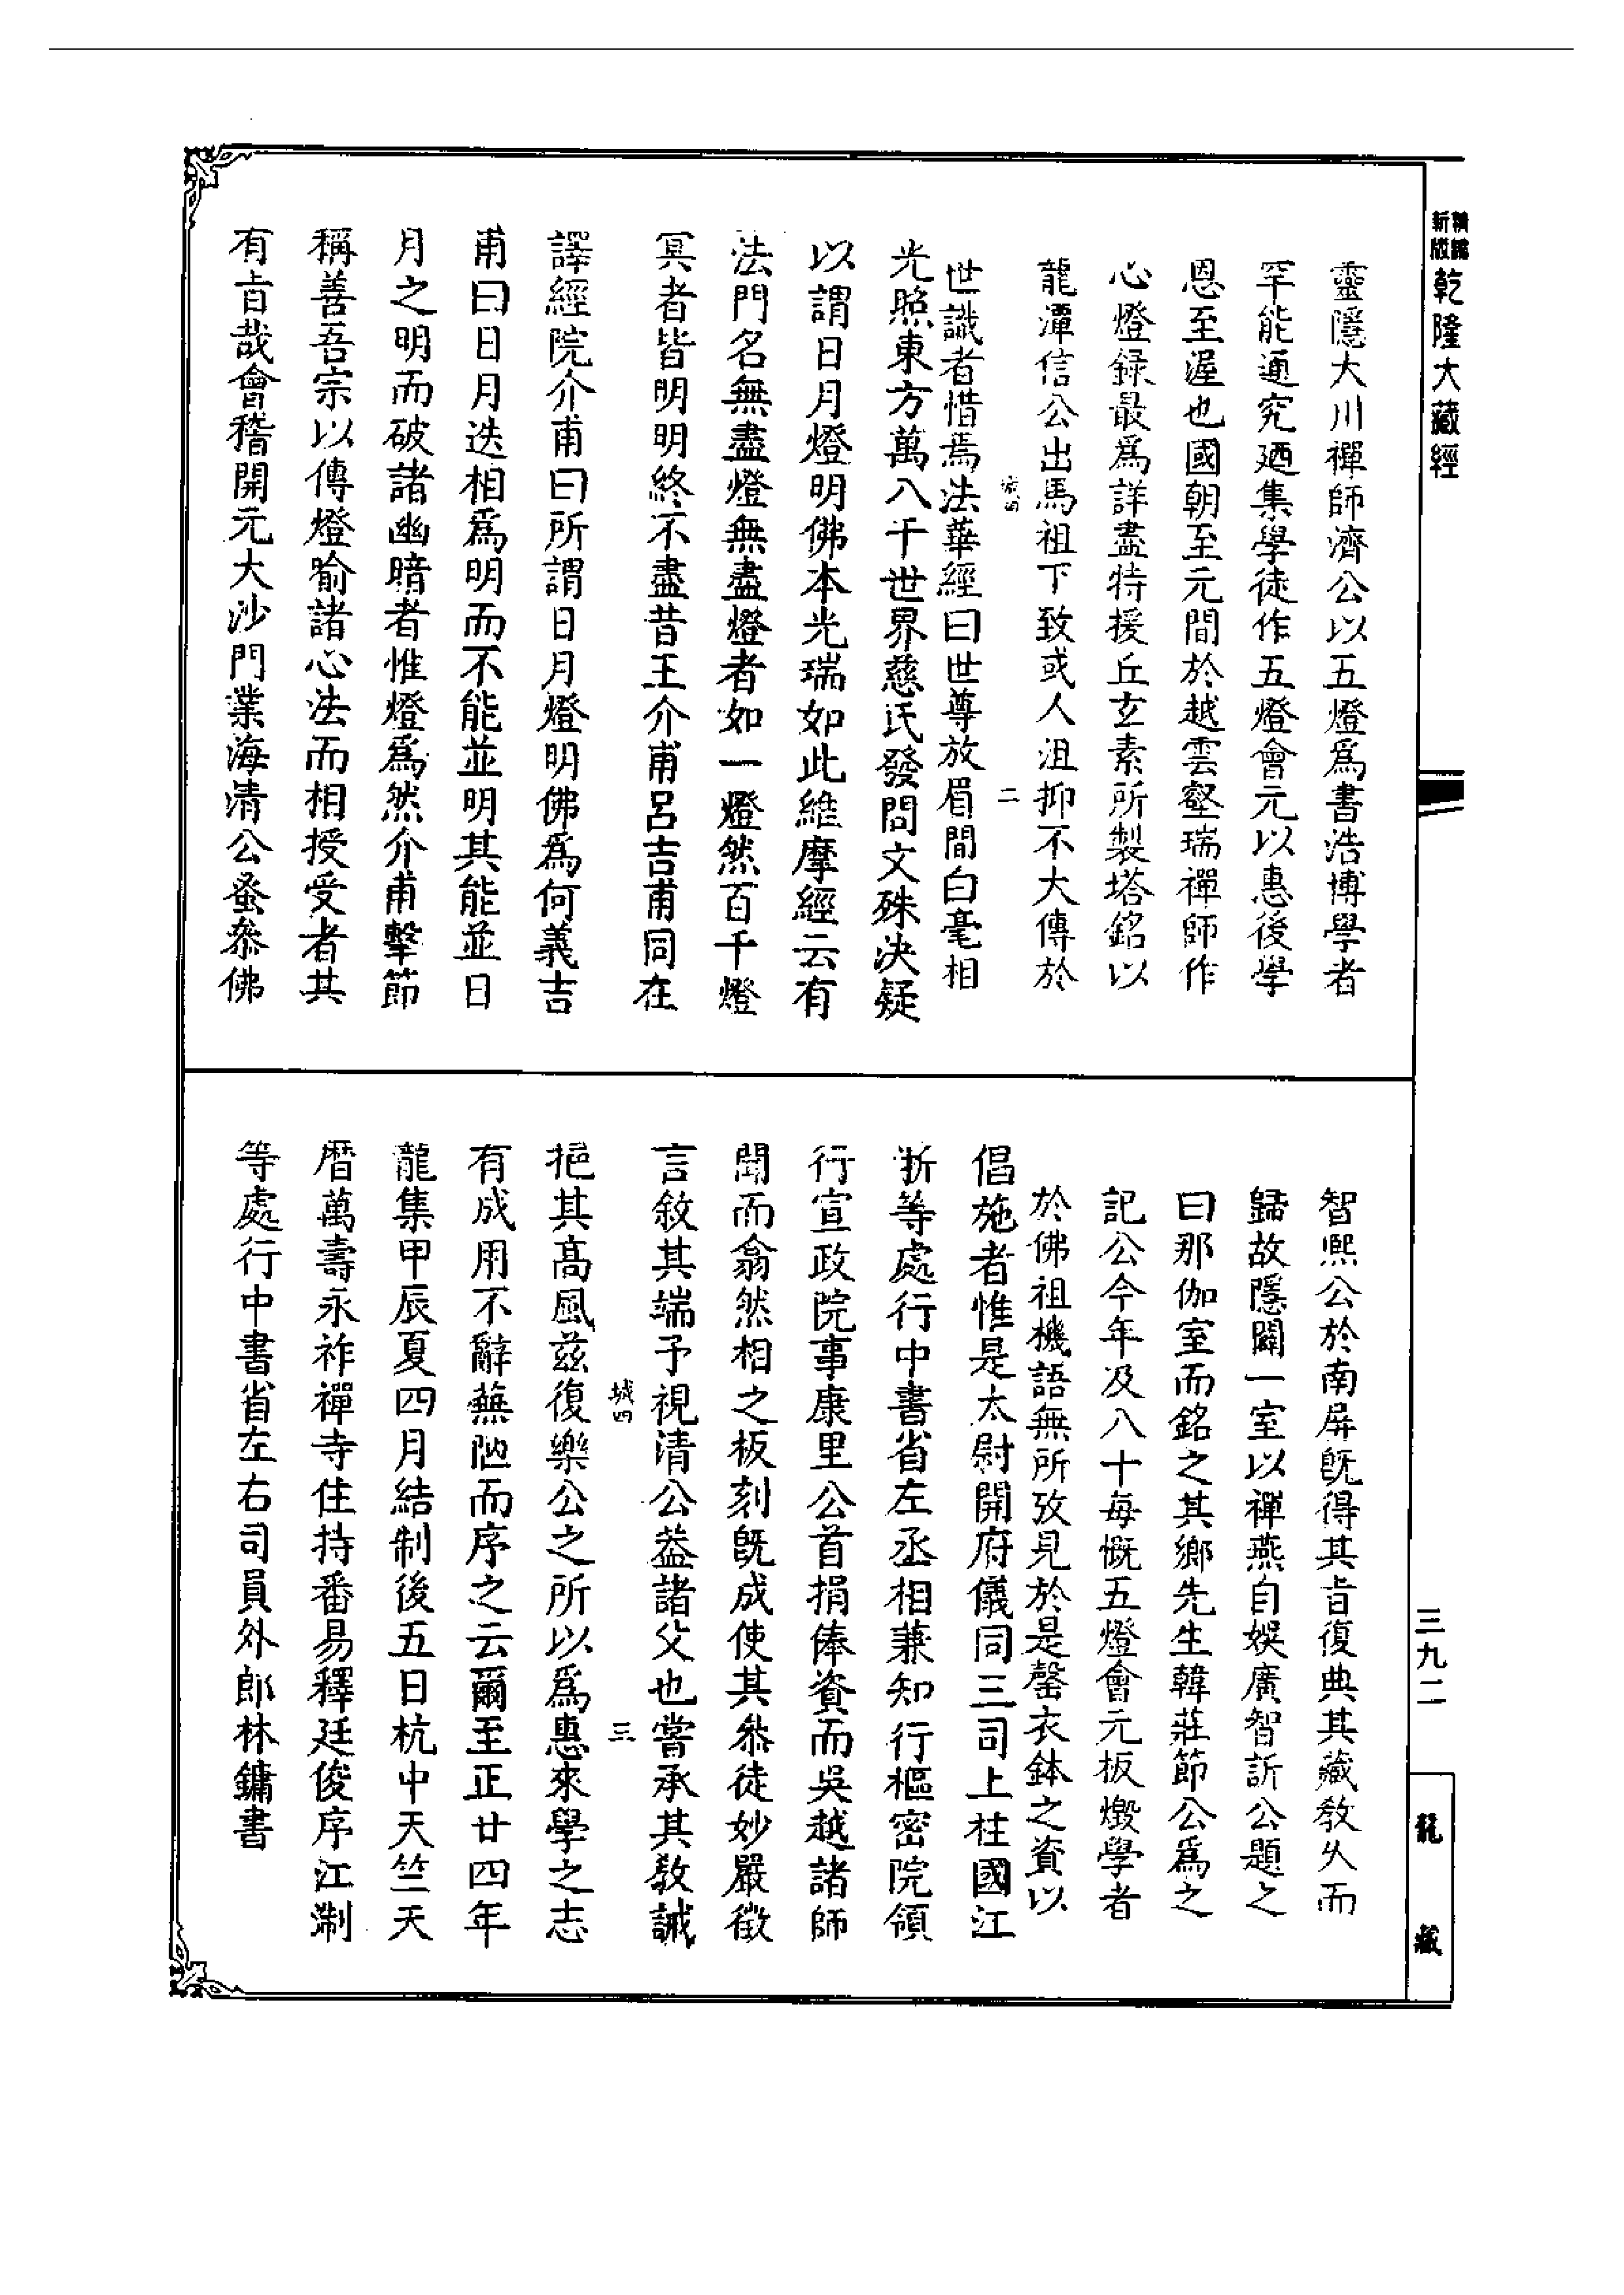 新版精縮 乾隆大藏經
靈隱大川禪師濟公以五燈爲書浩博學者
罕能通究廼集學徒作五燈會元以惠後學
恩至渥也國朝至元間於越雲壑瑞禪師作
心燈録最爲詳盡特援丘玄素所製塔銘以
龍潭信公出馬祖下致或人沮抑不大傳於
城四 二
世識者惜焉法華經曰世尊放眉間白毫相
光照東方萬八千世界慈氏發問文殊決疑
以謂日月燈明佛本光瑞如此維摩經云有
法門名無盡燈無盡燈者如一燈然百千燈
冥者皆明明終不盡昔王介甫呂吉甫同在
譯經院介甫曰所謂日月燈明佛爲何義吉
甫曰日月迭相爲明而不能並明其能並日
月之明而破諸幽暗者惟燈爲然介甫擊節
稱善吾宗以傳燈喻諸心法而相授受者其
有㫖哉會稽開元大沙門業海清公蚤叅佛
智熈公於南屏旣得其㫖復典其藏教久而
歸故隱闢一室以禪燕自娱廣智訢公題之
曰那伽室而銘之其鄉先生韓莊節公爲之
記公今年及八十每慨五燈會元板燬學者
於佛祖機語無所攷見於是罄衣鉢之資以
倡施者惟是太尉開府儀同三司上柱國江
浙等處行中書省左丞相兼知行樞密院領
行宣政院事康里公首捐俸資而吳越諸師
聞而翕然相之板刻旣成使其叅徒妙嚴徵
言敘其端予視清公葢諸父也嘗承其教誡
城四 三
挹其高風兹復樂公之所以爲惠來學之志
有成用不辭蕪陋而序之云爾至正廿四年
龍集甲辰夏四月結制後五日杭中天竺天
曆萬壽永祚禪寺住持番易釋廷俊序江浙
等處行中書省左右司員外郎林鏞書
三九二
龍藏